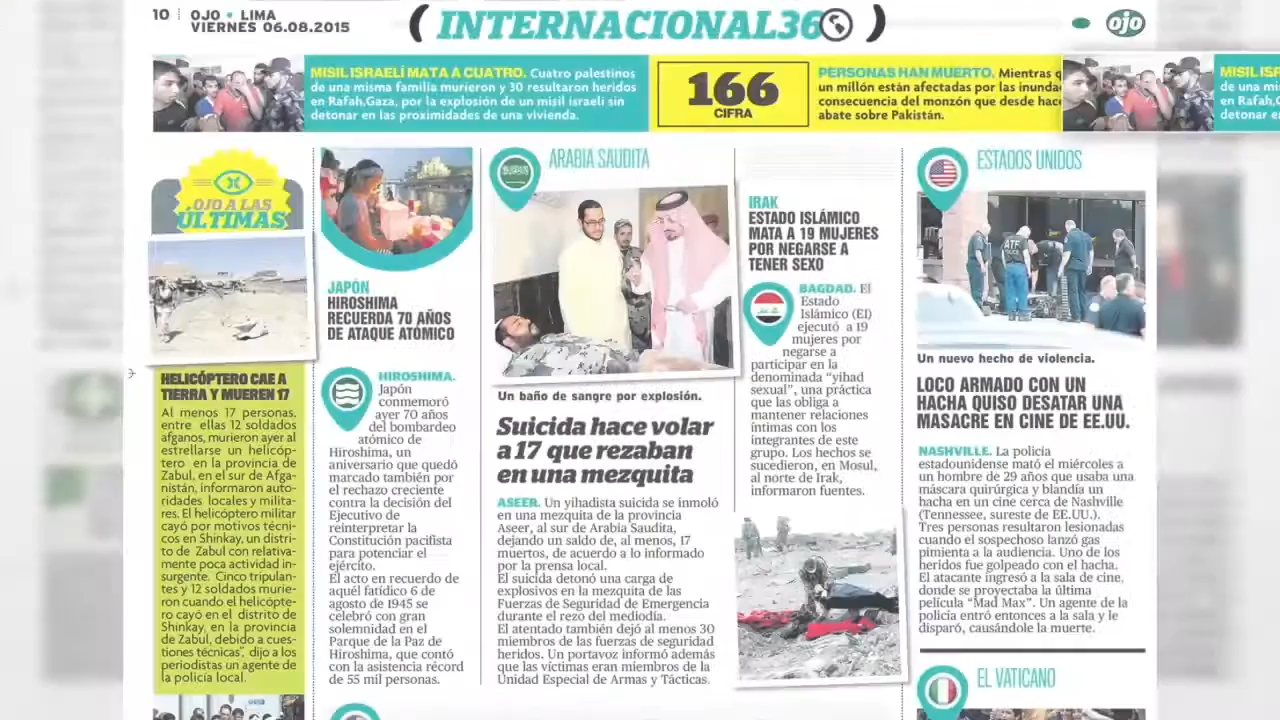 10 OJO • LIMA
VIERNES 06.08.2015
( INTERNACIONAL36 )
ojo
MISIL ISRAELÍ MATA A CUATRO. Cuatro palestinos
de una misma familia murieron y 30 resultaron heridos
en Rafah,Gaza, por la explosión de un misil israelí sin
detonar en las proximidades de una vivienda.
166
CIFRA
PERSONAS HAN MUERTO. Mientras
un millón están afectadas por las
consecuencia del monzón que desde
abate sobre Pakistán.
MISIL
de una
en Rafah,
detonar e
OJO A LAS
ÚLTIMAS
HELICÓPTERO CAE A
TIERRA Y MUEREN 17
Al menos 17 personas,
entre ellas 12 soldados
afganos, murieron ayer al
estrellarse un helicóp-
tero en la provincia de
Zabul, en el sur de Afga-
nistán, informaron auto-
ridades locales y milita-
res. El helicóptero militar
cayó por motivos técni-
cos en Shinkay, un distri-
to de Zabul con relativa-
mente poca actividad in-
surgente. Cinco tripulan-
tes y 12 soldados murie-
ron cuando el helicópte-
ro cayó en el distrito de
Shinkay, en la provincia
de Zabul, debido a cues-
tiones técnicas", dijo a los
periodistas un agente de
la policía local.
JAPÓN
HIROSHIMA
RECUERDA 70 AÑOS
DE ATAQUE ATÓMICO
HIROSHIMA.
Japón
conmemoró
ayer 70 años
del bombardeo
atómico de
Hiroshima, un
aniversario que quedó
marcado también por
el rechazo creciente
contra la decisión del
Ejecutivo de
reinterpretar la
Constitución pacifista
para potenciar el
ejército.
El acto en recuerdo de
aquél fatídico 6 de
agosto de 1945 se
celebró con gran
solemnidad en el
Parque de la Paz de
Hiroshima, que contó
con la asistencia récord
de 55 mil personas.
ARABIA SAUDITA
Un baño de sangre por explosión.
Suicida hace volar
a 17 que rezaban
en una mezquita
ASEER. Un yihadista suicida se inmoló
en una mezquita de la provincia
Aseer, al sur de Arabia Saudita,
dejando un saldo de, al menos, 17
muertos, de acuerdo a lo informado
por la prensa local.
El suicida detonó una carga de
explosivos en la mezquita de las
Fuerzas de Seguridad de Emergencia
durante el rezo del mediodía.
El atentado también dejó al menos 30
miembros de las fuerzas de seguridad
heridos. Un portavoz informó además
que las víctimas eran miembros de la
Unidad Especial de Armas y Tácticas.
IRAK
ESTADO ISLÁMICO
MATA A 19 MUJERES
POR NEGARSE A
TENER SEXO
BAGDAD. El
Estado
Islámico (EI)
ejecutó a 19
mujeres por
negarse a
participar en la
denominada "yihad
sexual", una práctica
que las obliga a
mantener relaciones
íntimas con los
integrantes de este
grupo. Los hechos se
sucedieron, en Mosul,
al norte de Irak,
informaron fuentes.
ESTADOS UNIDOS
ATF
POLICE
Un nuevo hecho de violencia.
LOCO ARMADO CON UN
HACHA QUISO DESATAR UNA
MASACRE EN CINE DE EE.UU.
NASHVILLE. La policía
estadounidense mató el miércoles a
un hombre de 29 años que usaba una
máscara quirúrgica y blandía un
hacha en un cine cerca de Nashville
(Tennessee, sureste de EE.UU.).
Tres personas resultaron lesionadas
cuando el sospechoso lanzó gas
pimienta a la audiencia. Uno de los
heridos fue golpeado con el hacha.
El atacante ingresó a la sala de cine,
donde se proyectaba la última
película "Mad Max". Un agente de la
policía entró entonces a la sala y le
disparó, causándole la muerte.
EL VATICANO